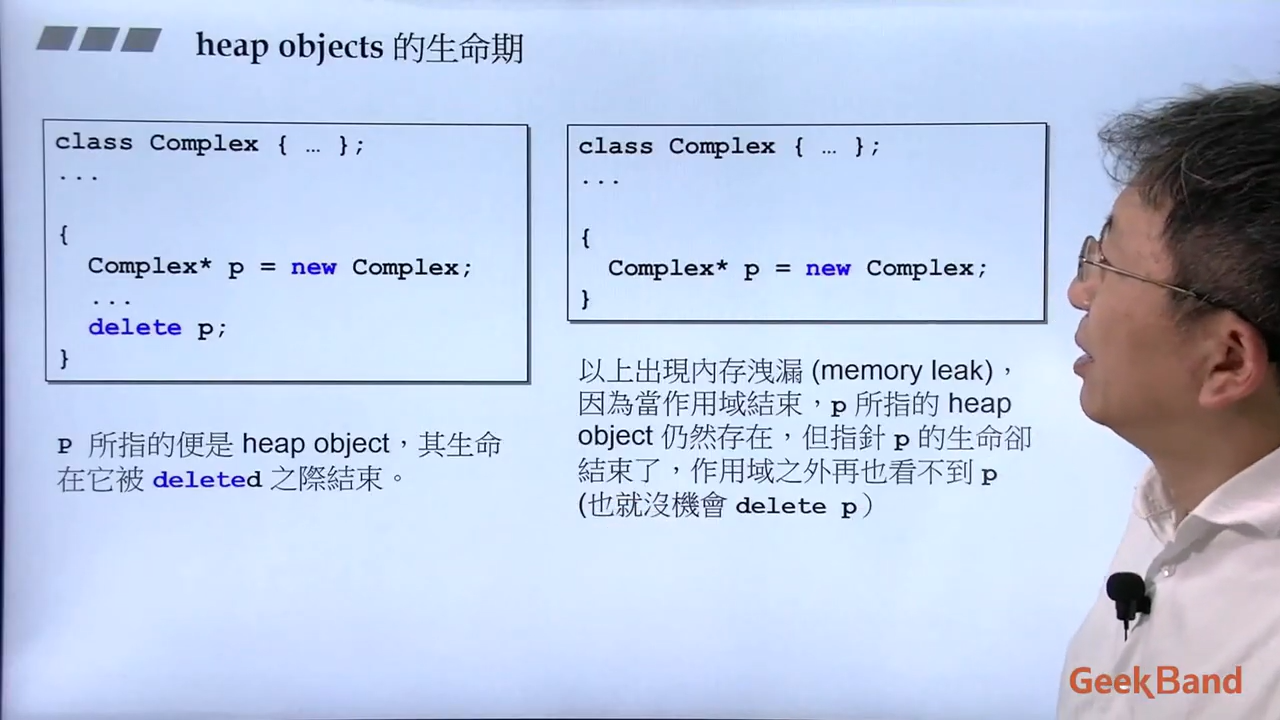 heap objects 的生命期
class Complex { … };
...
{
Complex* p = new Complex;
...
delete p;
}
p 所指的便是 heap object，其生命
在它被 deleted 之際結束。
class Complex { … };
...
{
Complex* p = new Complex;
}
以上出現內存洩漏 (memory leak)，
因為當作用域結束，p 所指的 heap
object 仍然存在，但指針 p 的生命卻
結束了，作用域之外再也看不到 p
(也就沒機會 delete p）
GeekBand